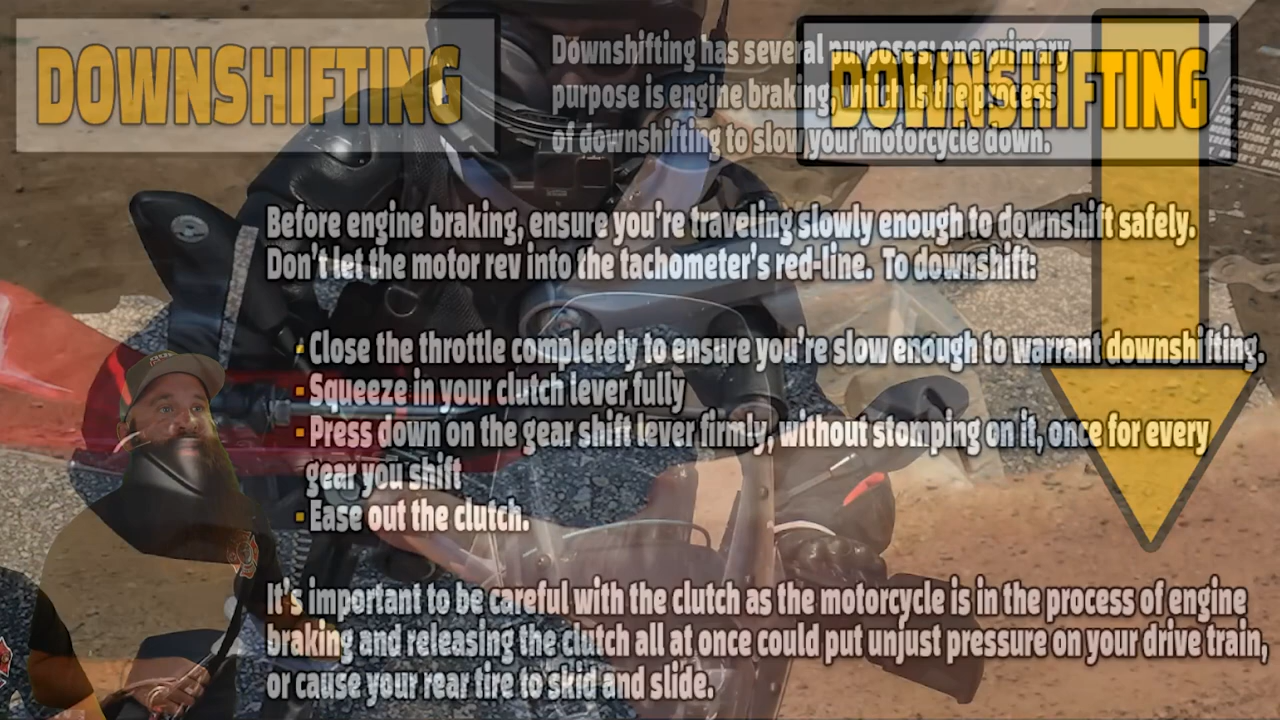 DOWNSHIFTING
DOWNSHIFTING
Downshifting has several purposes; one primary
purpose is engine braking, which is the process
of downshifting to slow your motorcycle down.
Before engine braking, ensure you're traveling slowly enough to downshift safely.
Don't let the motor rev into the tachometer's red-line. To downshift:
• Close the throttle completely to ensure you're slow enough to warrant downshifting.
• Squeeze in your clutch lever fully
• Press down on the gear shift lever firmly, without stomping on it, once for every
gear you shift
• Ease out the clutch.
It's important to be careful with the clutch as the motorcycle is in the process of engine
braking and releasing the clutch all at once could put unjust pressure on your drive train,
or cause your rear tire to skid and slide.